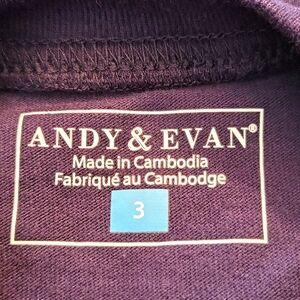 ANDY & EVAN®
Made in Cambodia
Fabriqué au Cambodge
3